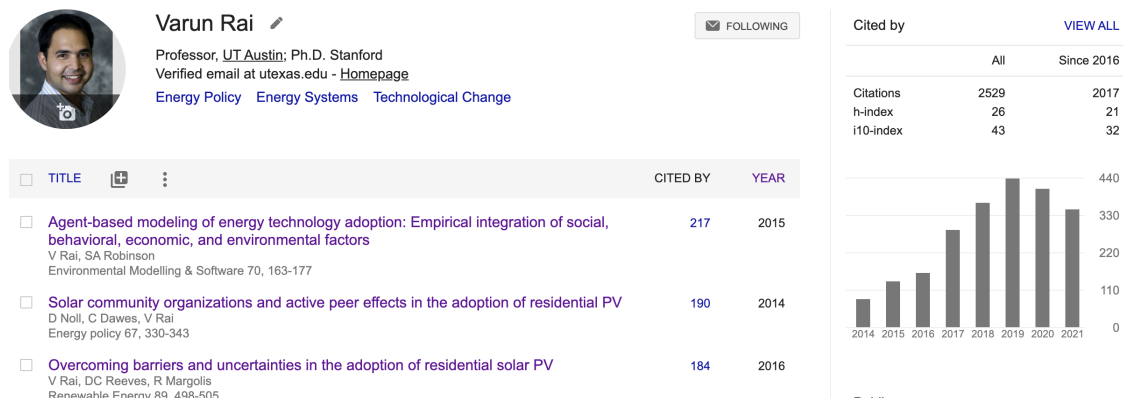 Varun Rai
FOLLOWING
Professor, UT Austin; Ph.D. Stanford
Verified email at utexas.edu - Homepage
Energy Policy Energy Systems Technological Change
TITLE CITED BY YEAR
Agent-based modeling of energy technology adoption: Empirical integration of social, 217 2015
behavioral, economic, and environmental factors
V Rai, SA Robinson
Environmental Modelling & Software 70, 163-177
Solar community organizations and active peer effects in the adoption of residential PV 190 2014
D Noll, C Dawes, V Rai
Energy policy 67, 330-343
Overcoming barriers and uncertainties in the adoption of residential solar PV 184 2016
V Rai, DC Reeves, R Margolis
Renewable Energy 89, 498-505
Cited by VIEW ALL
All Since 2016
Citations 2529 2017
h-index 26 21
i10-index 43 32
440
330
220
110
0
2014 2015 2016 2017 2018 2019 2020 2021